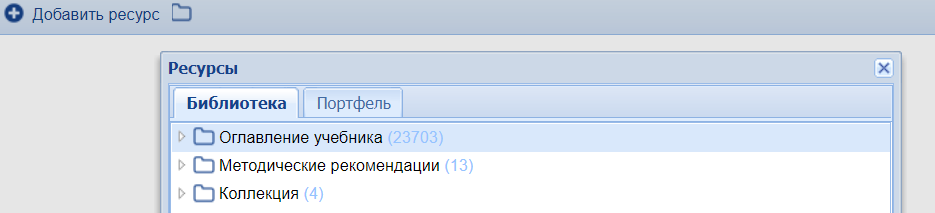 Добавить ресурс
Ресурсы
Библиотека Портфель
Оглавление учебника (23703)
Методические рекомендации (13)
Коллекция (4)